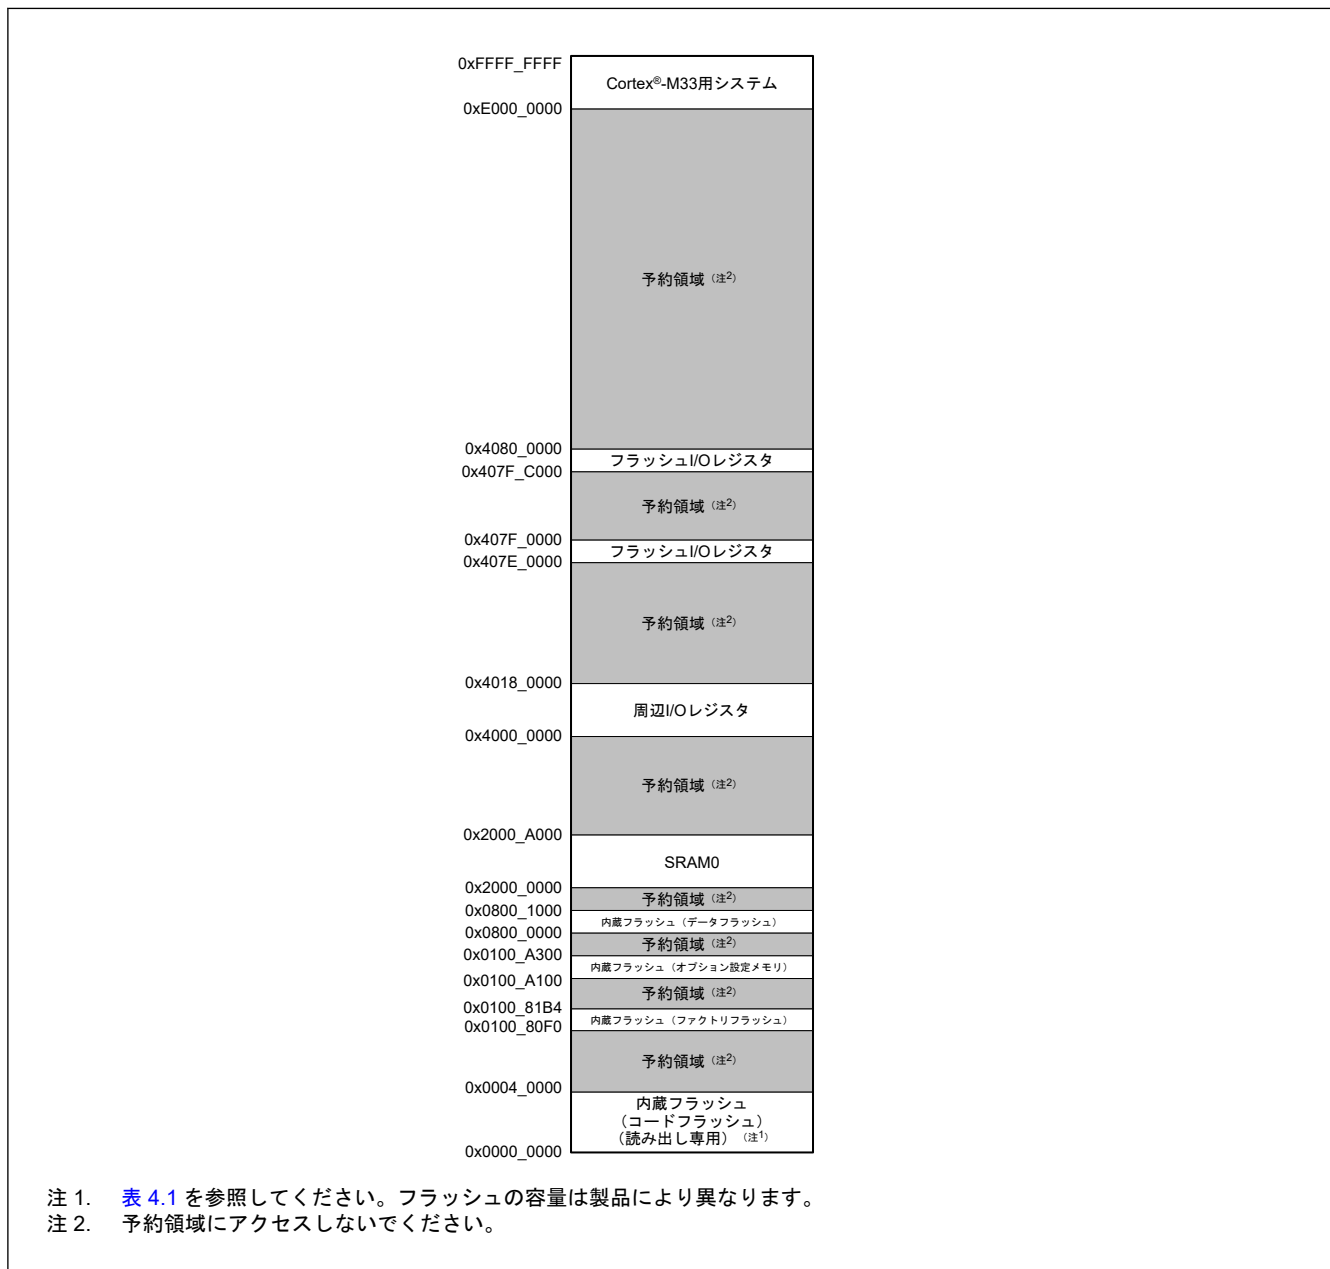 0xFFFF_FFFF
Cortex®-M33用システム
0xE000_0000
予約領域（注2）
0x4080_0000
フラッシュI/Oレジスタ
0x407F_C000
予約領域（注2）
0x407F_0000
フラッシュI/Oレジスタ
0x407E_0000
予約領域（注2）
0x4018_0000
周辺I/Oレジスタ
0x4000_0000
予約領域（注2）
0x2000_A000
SRAM0
0x2000_0000
予約領域（注2）
0x0800_1000
内蔵フラッシュ（データフラッシュ）
0x0800_0000
予約領域（注2）
0x0100_A300
内蔵フラッシュ（オプション設定メモリ）
0x0100_A100
予約領域（注2）
0x0100_81B4
内蔵フラッシュ（ファクトリフラッシュ）
0x0100_80F0
予約領域（注2）
0x0004_0000
内蔵フラッシュ
（コードフラッシュ）
（読み出し専用）（注1）
0x0000_0000
注 1. 表 4.1 を参照してください。フラッシュの容量は製品により異なります。
注 2. 予約領域にアクセスしないでください。